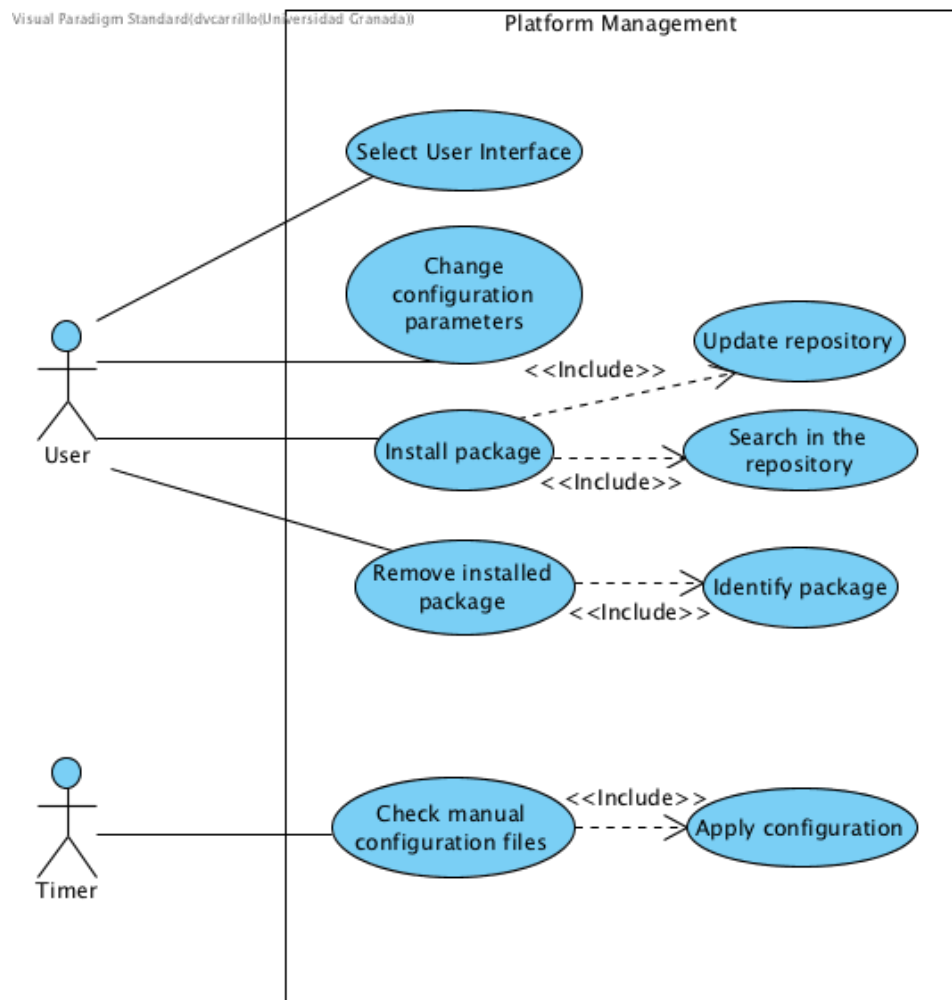 Visual Paradigm Standard(dvcarrillo(Universidad Granada))
Platform Management
Select User Interface
Change
configuration
parameters
Update repository
<<Include>>
User
Install package
Search in the
repository
<<Include>>
Remove installed
package
Identify package
<<Include>>
Check manual
configuration files
<<Include>>
Apply configuration
Timer